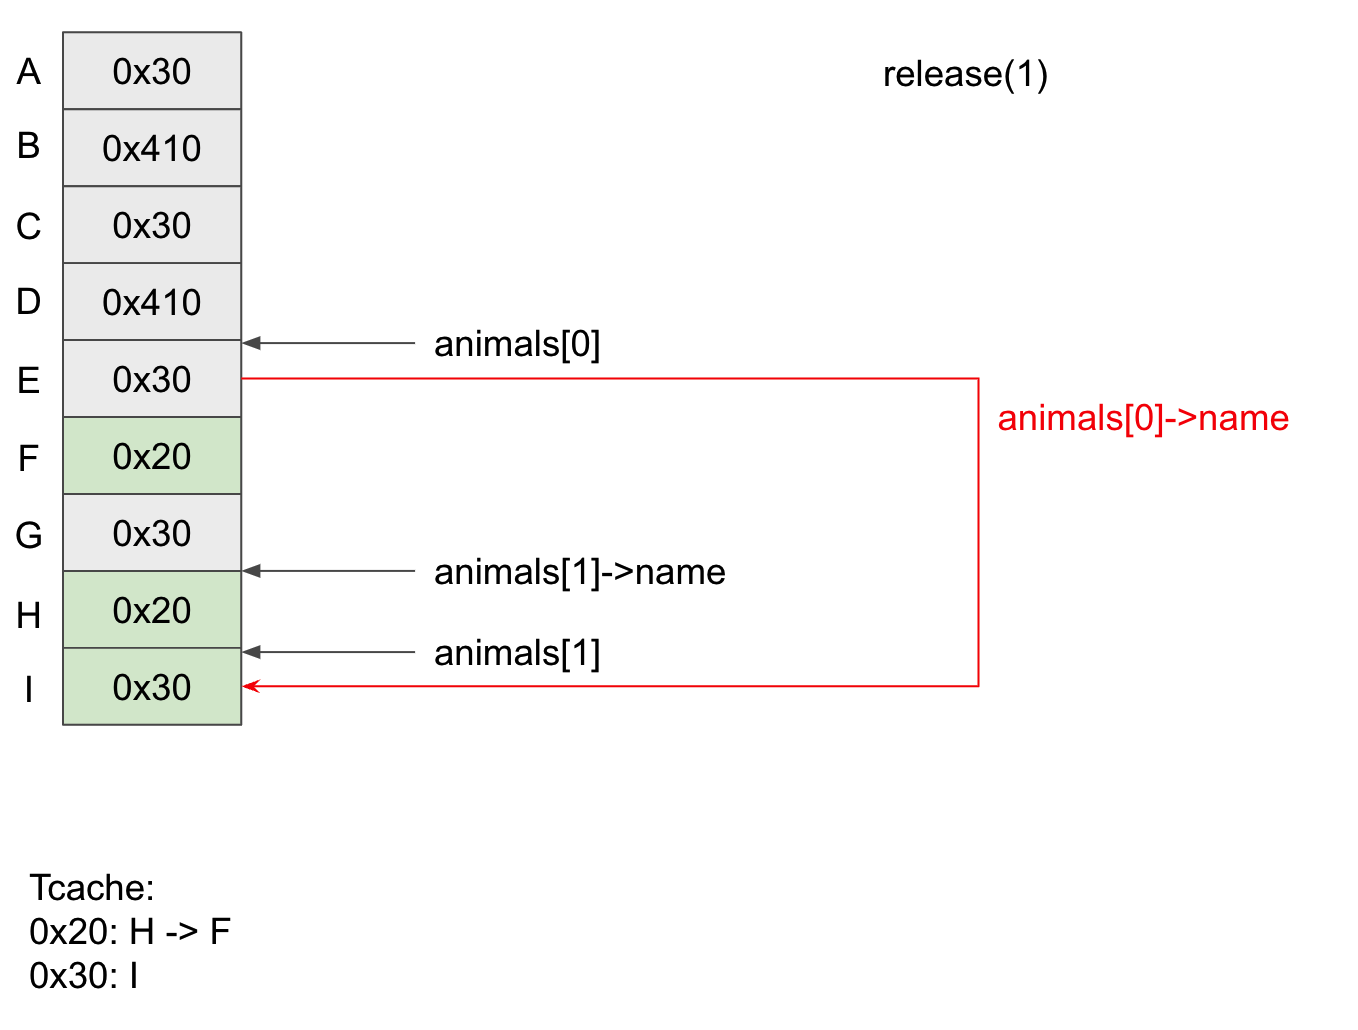 A 0x30 release(1)
B 0x410
C 0x30
D 0x410
animals[0]
E 0x30
animals[0]->name
F 0x20
G 0x30
animals[1]->name
H 0x20
animals[1]
I 0x30
Tcache:
0x20: H -> F
0x30: I